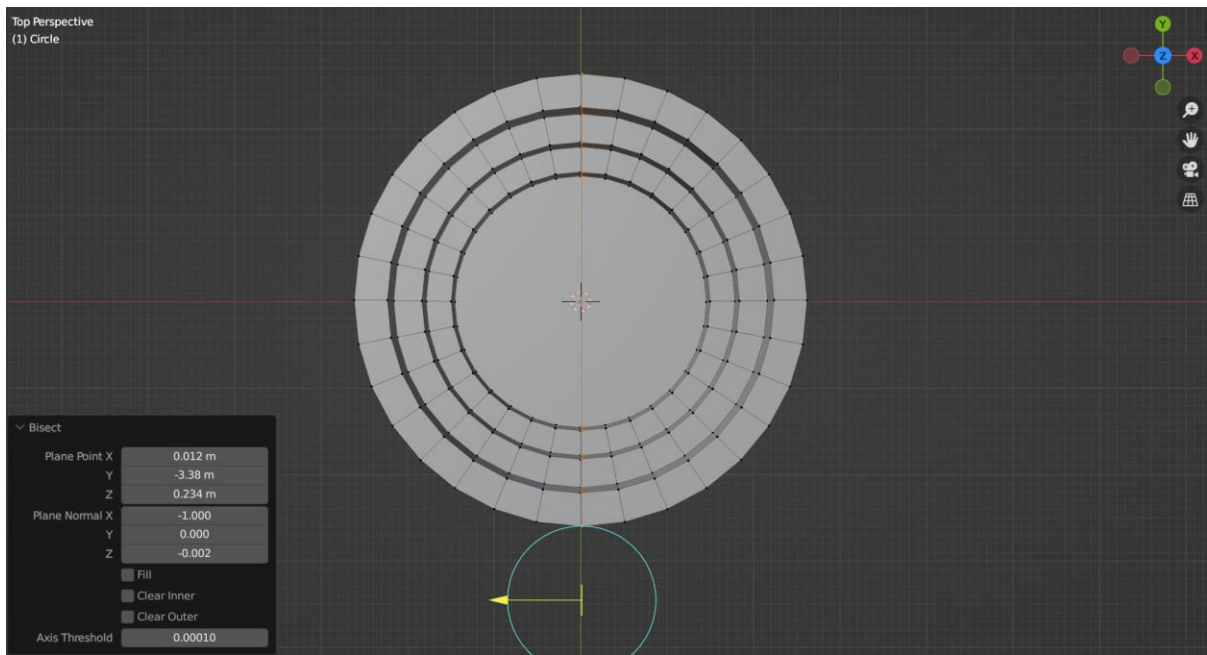 Top Perspective
(1) Circle
Y
Z
X
Bisect
Plane Point X 0.012 m
Y -3.38 m
Z 0.234 m
Plane Normal X -1.000
Y 0.000
Z -0.002
Fill
Clear Inner
Clear Outer
Axis Threshold 0.00010